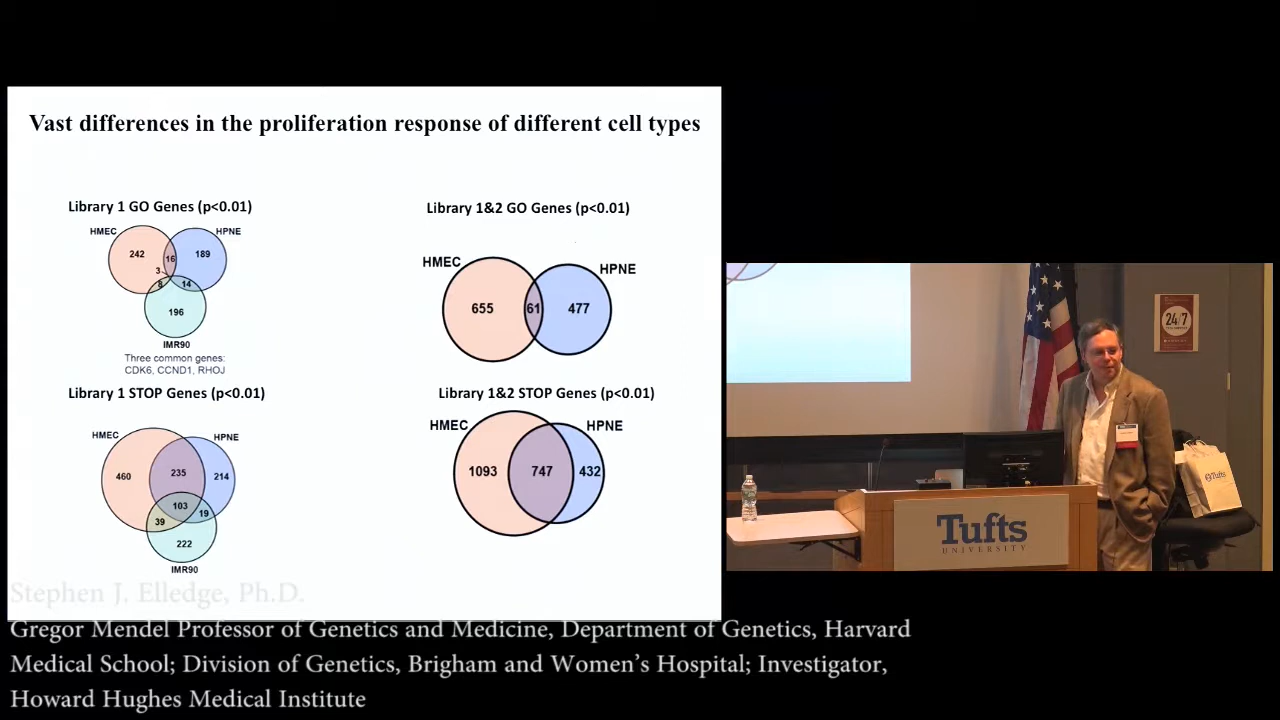 Vast differences in the proliferation response of different cell types
Library 1 GO Genes (p<0.01)
HMEC
HPNE
242
16
189
3
8
14
196
IMR90
Three common genes:
CDK6, CCND1, RHOJ
Library 1&2 GO Genes (p<0.01)
HMEC
HPNE
655
61
477
Library 1 STOP Genes (p<0.01)
HMEC
HPNE
460
235
214
103
39
19
222
IMR90
Library 1&2 STOP Genes (p<0.01)
HMEC
HPNE
1093
747
432
24/7
Tufts
Tufts
UNIVERSITY
Stephen J. Elledge, Ph.D.
Gregor Mendel Professor of Genetics and Medicine, Department of Genetics, Harvard
Medical School; Division of Genetics, Brigham and Women’s Hospital; Investigator,
Howard Hughes Medical Institute